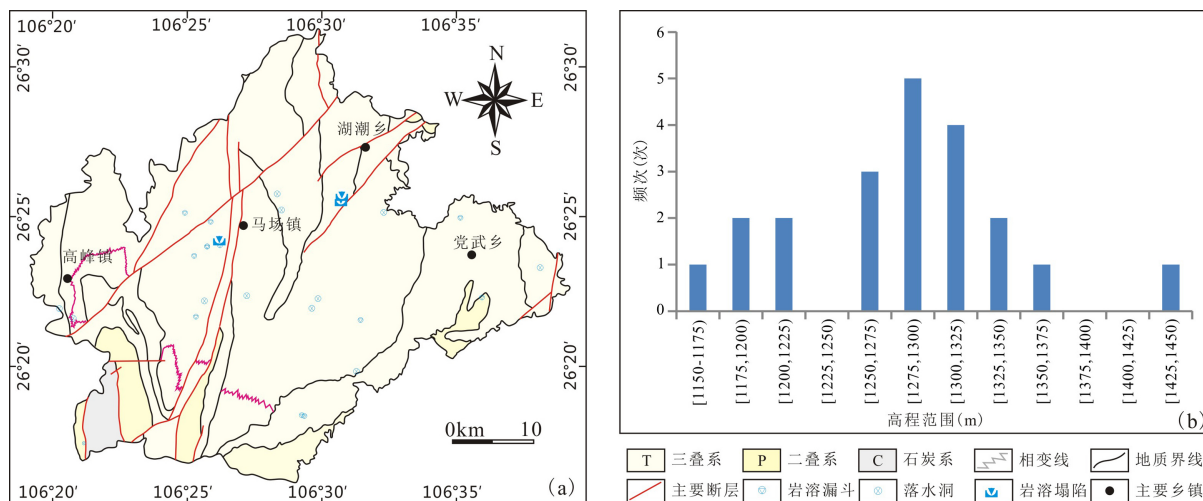 106°20′ 106°25′ 106°30′ 106°35′
26°30′ 26°30′
26°25′ 26°25′
26°20′ 26°20′
106°20′ 106°25′ 106°30′ 106°35′
N
W E
S
湖潮乡
马场镇
党武乡
高峰镇
0km 10
(a)
频次(次)
6
5
4
3
2
1
0
[1150-1175)
[1175,1200)
[1200,1225)
[1225,1250)
[1250,1275)
[1275,1300)
[1300,1325)
[1325,1350)
[1350,1375)
[1375,1400)
[1400,1425)
[1425,1450)
高程范围(m)
(b)
T 三叠系 P 二叠系 C 石炭系 相变线 地质界线
主要断层 岩溶漏斗 落水洞 岩溶塌陷 主要乡镇